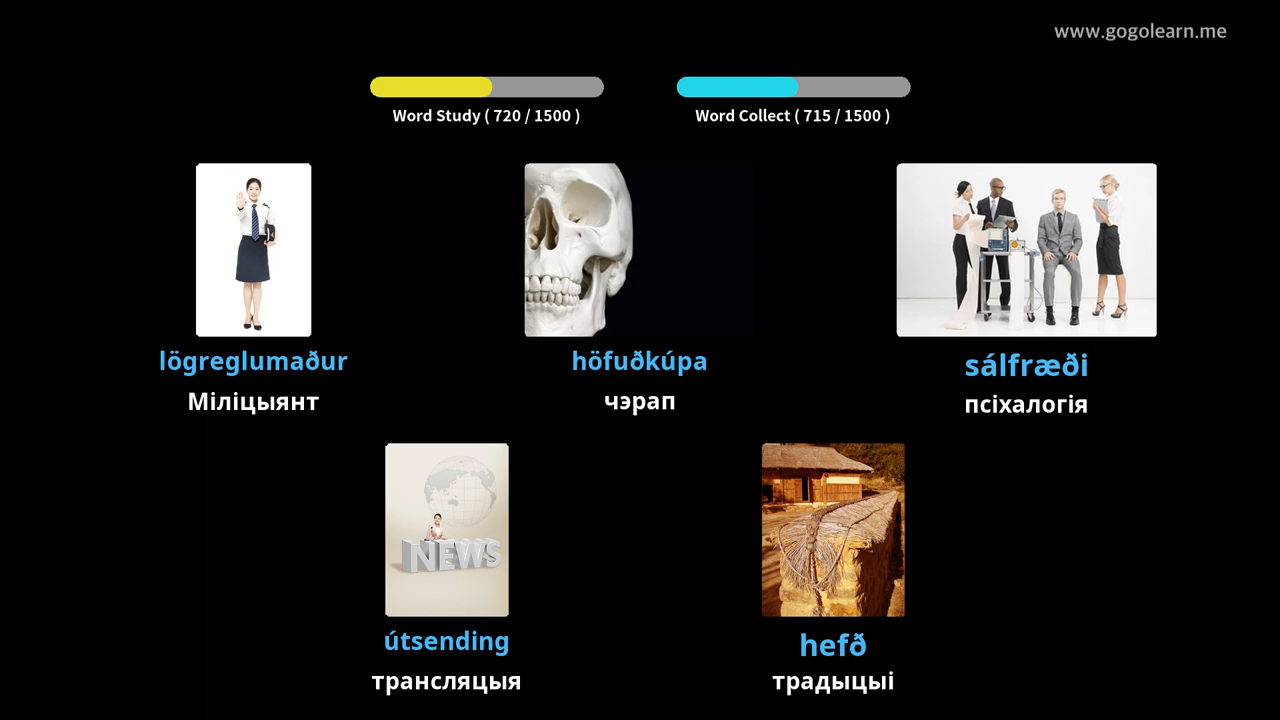 www.gogolearn.me
Word Study ( 720 / 1500 )
Word Collect ( 715 / 1500 )
lögreglumaður
Міліцыянт
höfuðkúpa
чэрап
sálfræði
псіхалогія
NEWS
útsending
трансляцыя
hefð
традыцыі